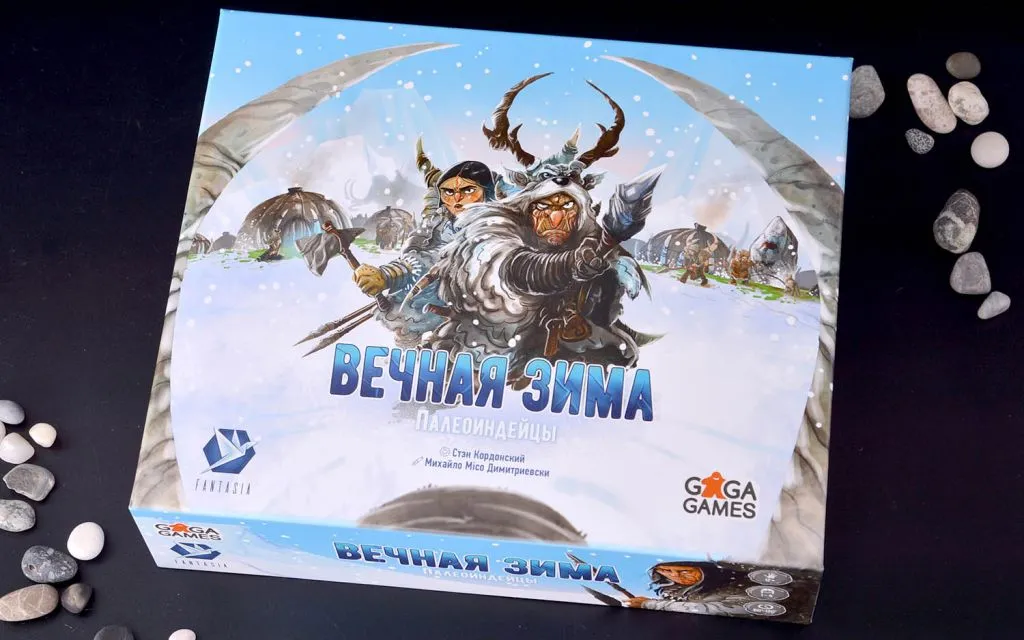 ВЕЧНАЯ ЗИМА
ПАЛЕОИНДЕЙЦЫ
Стэн Кордонский
Михайло Мiсо Димитриевски
FANTASIA
GAGA
GAMES
GAGA
GAMES
FANTASIA
ВЕЧНАЯ ЗИМА
ПАЛЕОИНДЕЙЦЫ